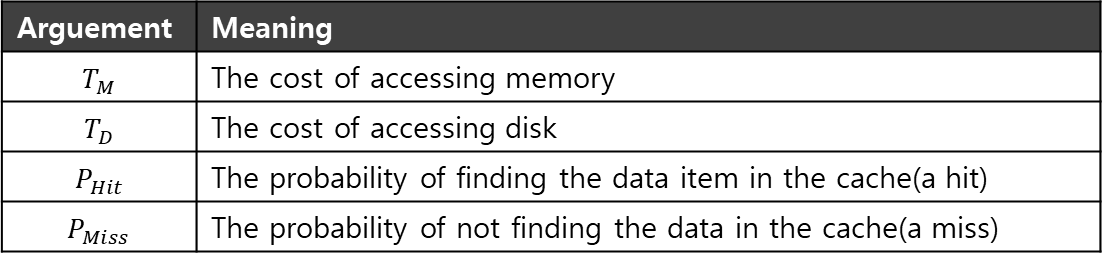 Arguement Meaning
T_M The cost of accessing memory
T_D The cost of accessing disk
P_Hit The probability of finding the data item in the cache(a hit)
P_Miss The probability of not finding the data in the cache(a miss)